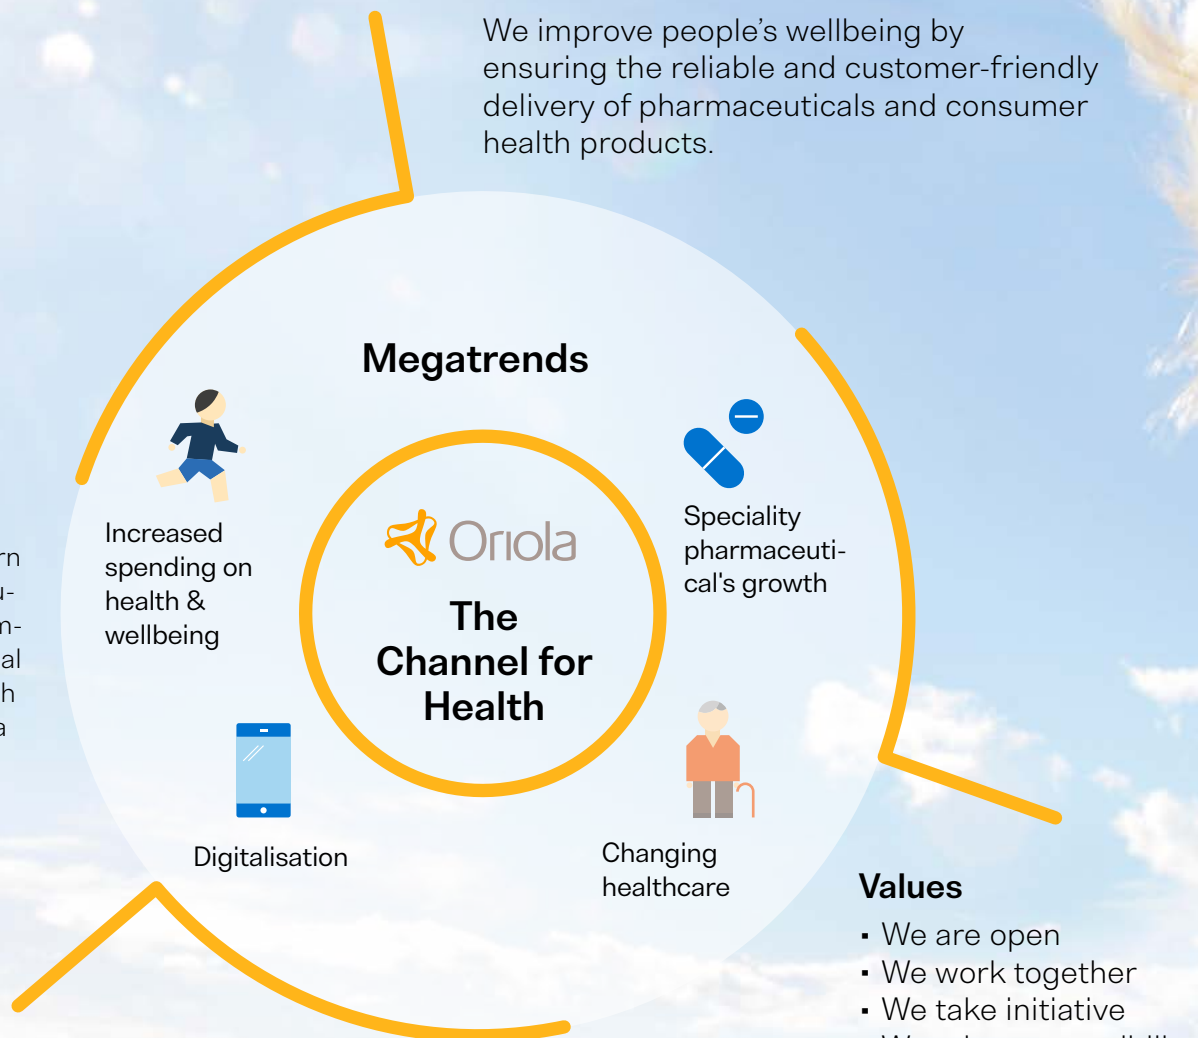 We improve people’s wellbeing by
ensuring the reliable and customer-friendly
delivery of pharmaceuticals and consumer
health products.
Megatrends
Increased
spending on
health &
wellbeing
Speciality
pharmaceuti-
cal's growth
Oriola
The
Channel for
Health
Digitalisation
Changing
healthcare
Values
▪ We are open
▪ We work together
▪ We take initiative